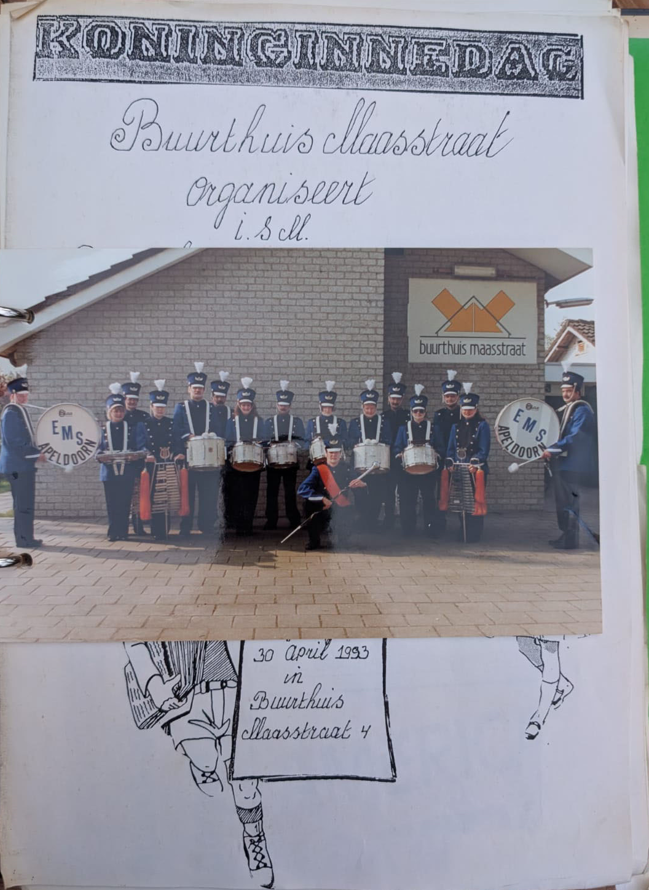 KONINGINNEDAG
Buurthuis Maasstraat
organiseert
i.s.M.
buurthuis maasstraat
EMS
APELDOORN
EMS
APELDOORN
30 April 1993
in
Buurthuis
Maasstraat 4